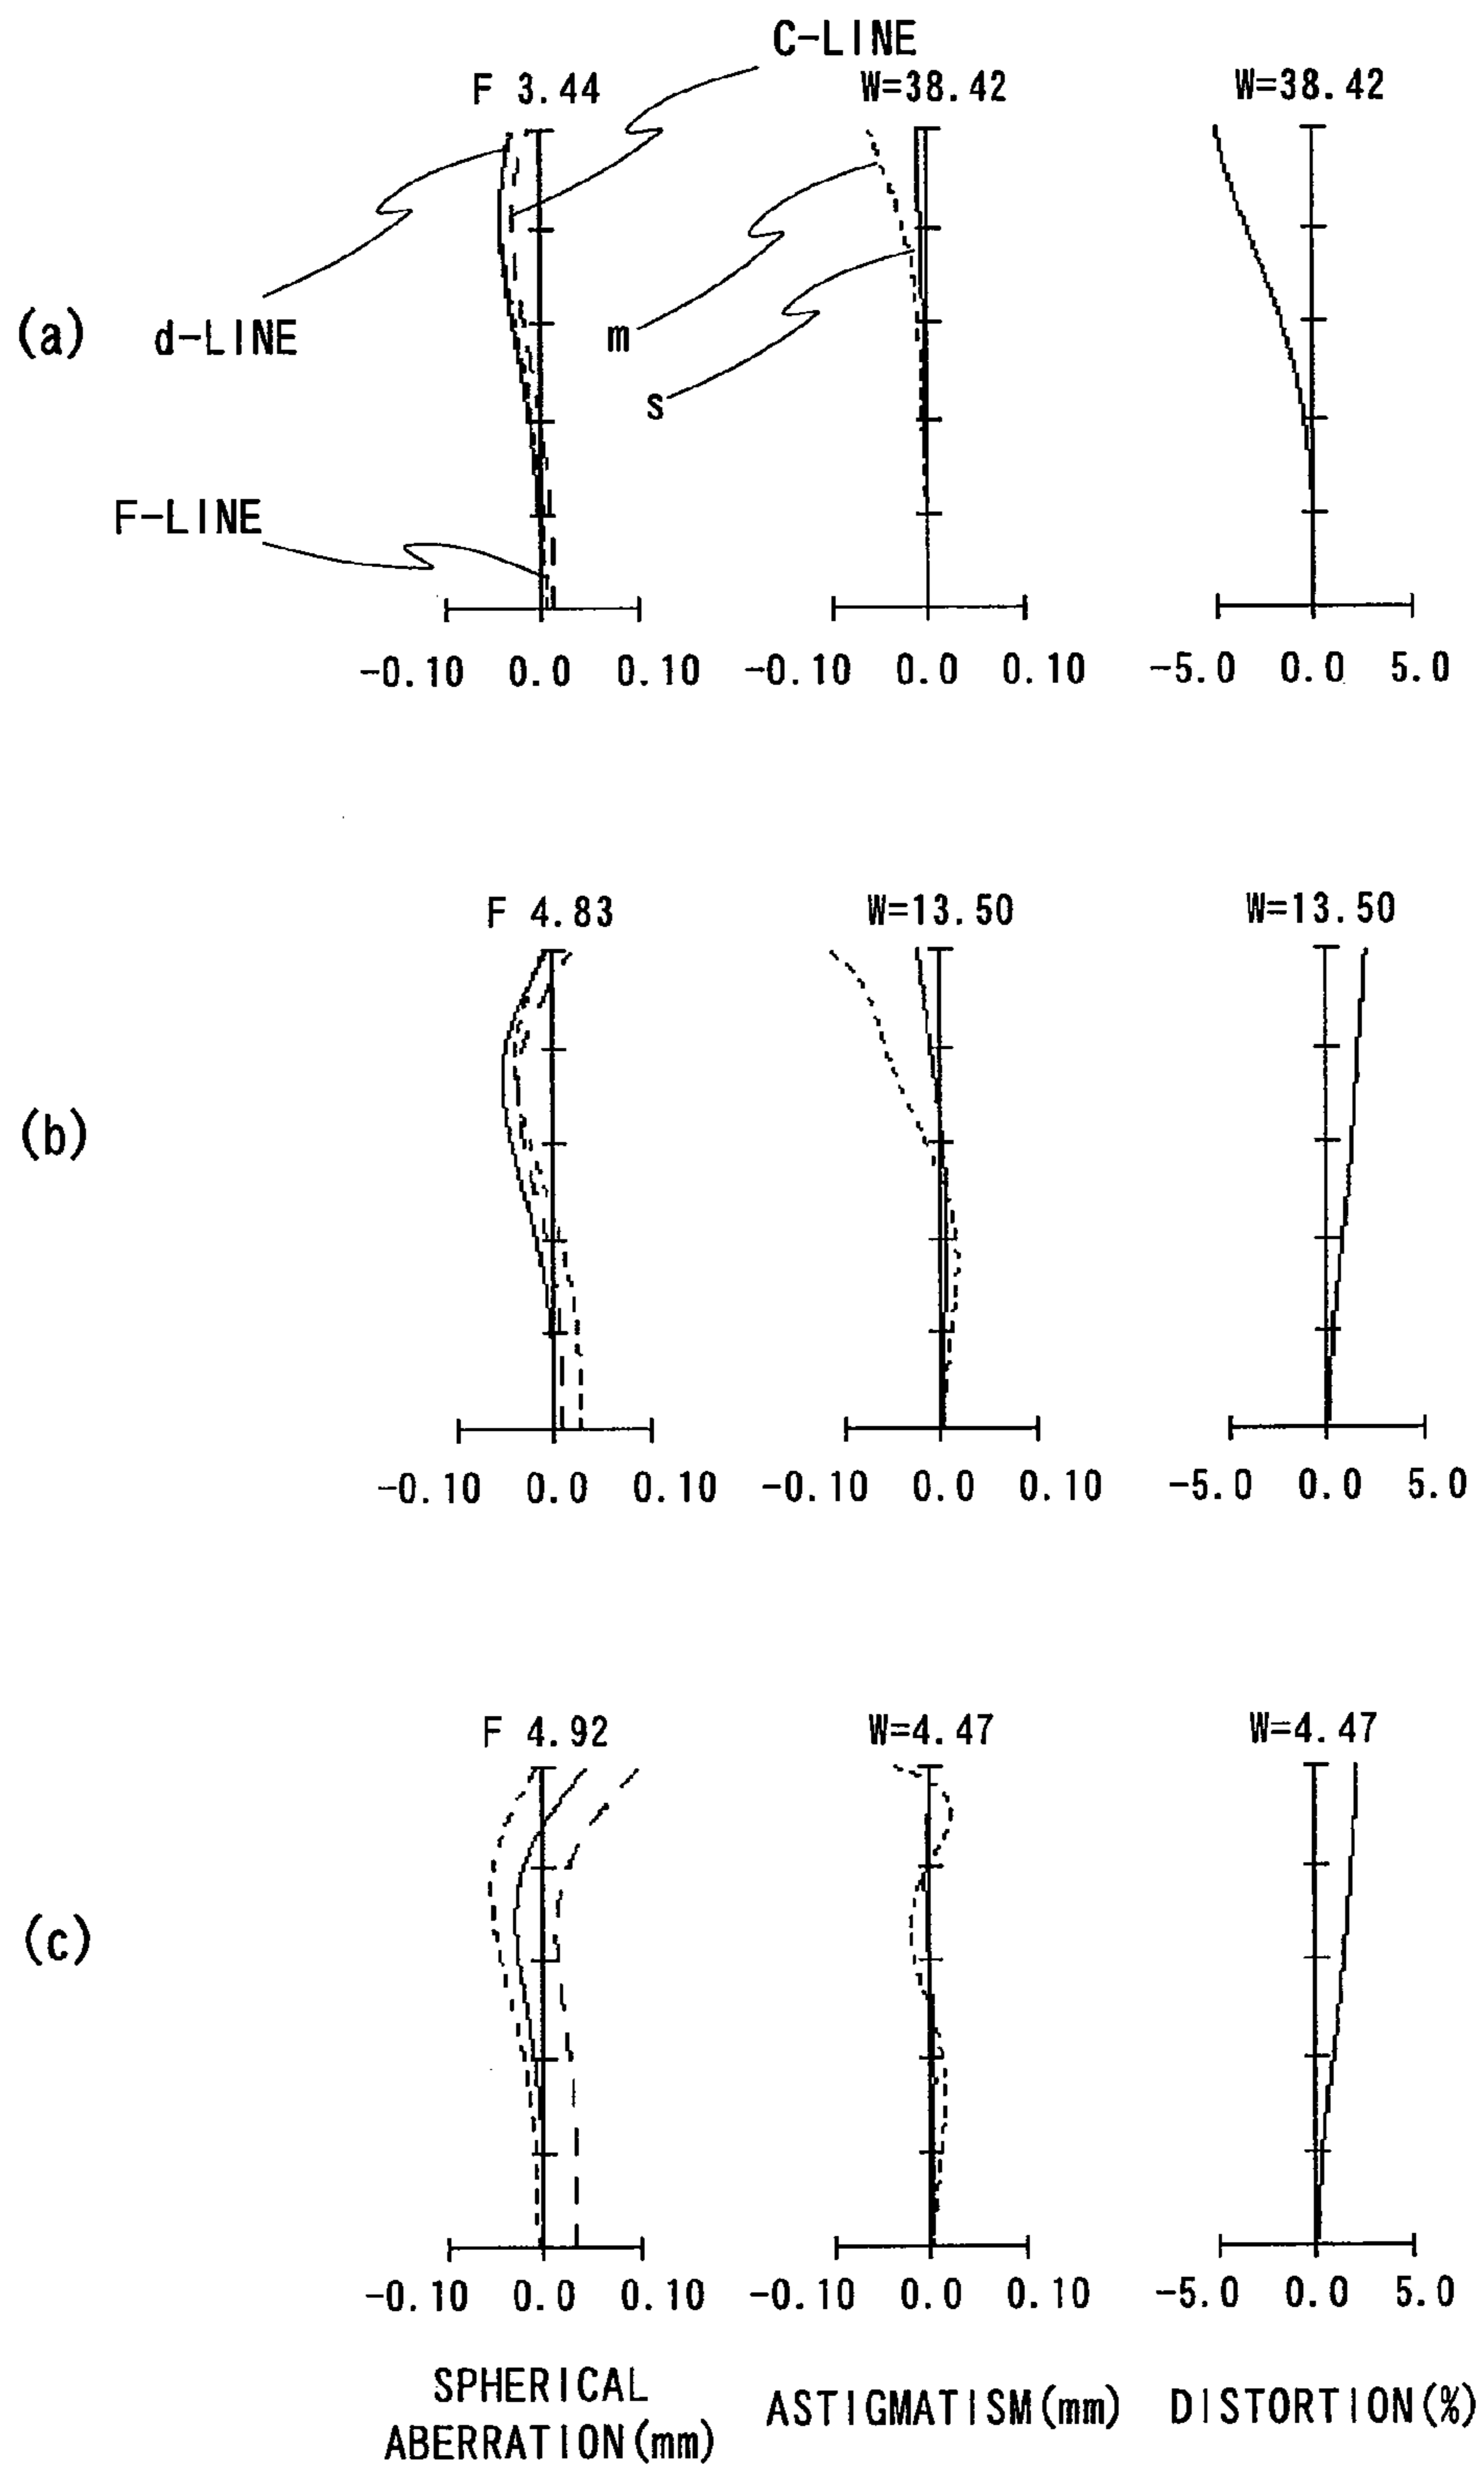 C-LINE
F 3.44
W=38.42
W=38.42
(a)
d-LINE
m
s
F-LINE
-0.10 0.0 0.10
-0.10 0.0 0.10
-5.0 0.0 5.0
F 4.83
W=13.50
W=13.50
(b)
-0.10 0.0 0.10
-0.10 0.0 0.10
-5.0 0.0 5.0
F 4.92
W=4.47
W=4.47
(c)
-0.10 0.0 0.10
-0.10 0.0 0.10
-5.0 0.0 5.0
SPHERICAL
ABERRATION(mm)
ASTIGMATISM(mm)
DISTORTION(%)